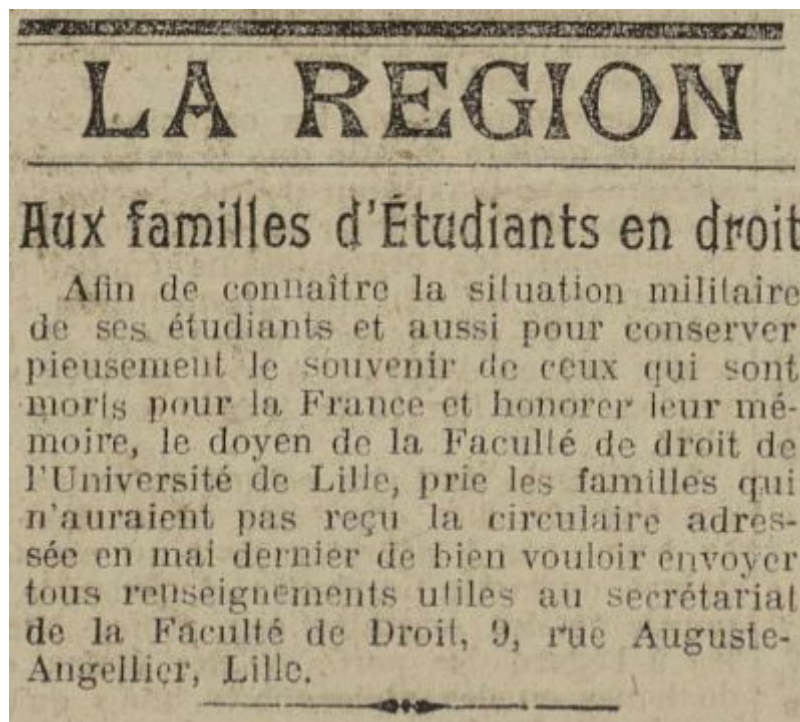 LA REGION
Aux familles d'Étudiants en droit
Afin de connaître la situation militaire
de ses étudiants et aussi pour conserver
pieusement le souvenir de ceux qui sont
morts pour la France et honorer leur mé-
moire, le doyen de la Faculté de droit de
l'Université de Lille, prie les familles qui
n'auraient pas reçu la circulaire adres-
sée en mai dernier de bien vouloir envoyer
tous renseignements utiles au secrétariat
de la Faculté de Droit, 9, rue Auguste-
Angellier, Lille.